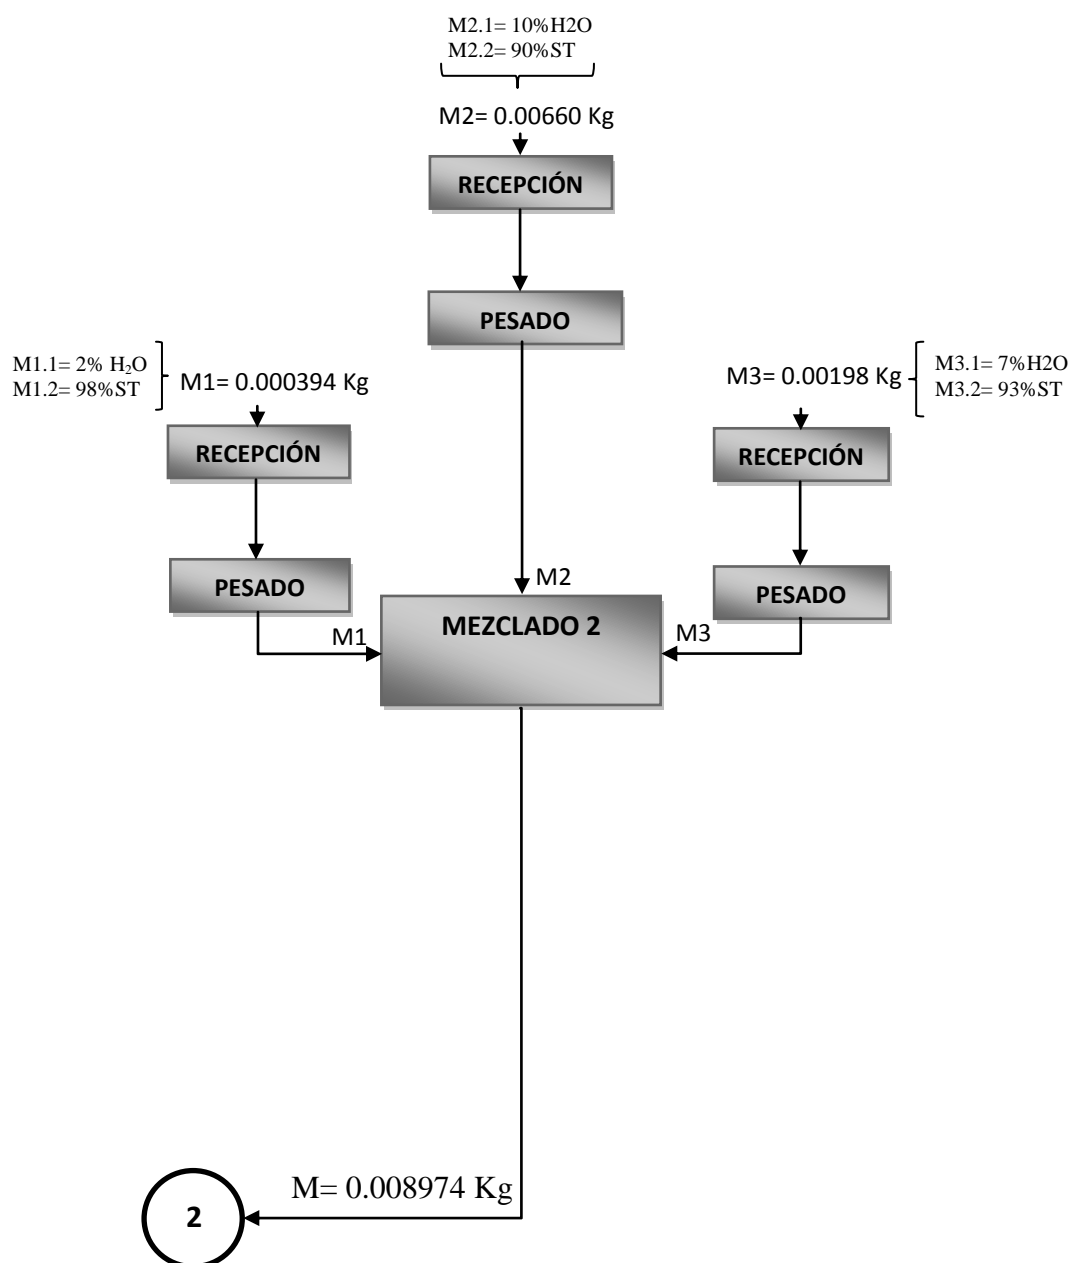 M2.1= 10%H2O
M2.2= 90%ST
M2= 0.00660 Kg
RECEPCIÓN
PESADO
M1.1= 2% H₂O
M1.2= 98%ST
M1= 0.000394 Kg
M3= 0.00198 Kg
M3.1= 7%H2O
M3.2= 93%ST
RECEPCIÓN
RECEPCIÓN
PESADO
PESADO
M2
MEZCLADO 2
M1
M3
M= 0.008974 Kg
2